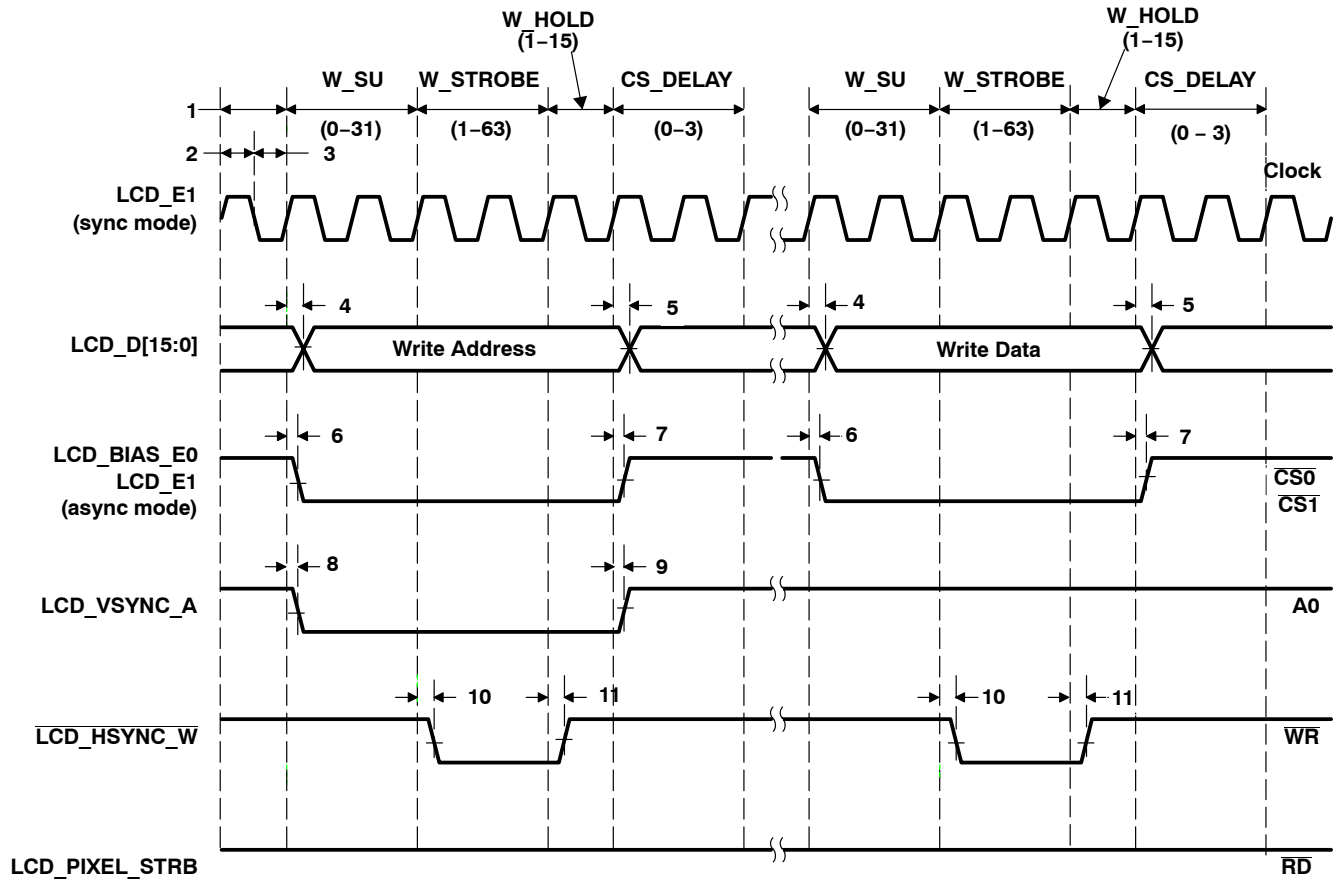 W_HOLD
(1–15)
W_HOLD
(1–15)
W_SU
W_STROBE
CS_DELAY
W_SU
W_STROBE
CS_DELAY
1
(0–31)
(1–63)
(0–3)
(0–31)
(1–63)
(0 – 3)
2
3
Clock
LCD_E1
(sync mode)
4
5
4
5
LCD_D[15:0]
Write Address
Write Data
6
7
6
7
LCD_BIAS_E0
LCD_E1
(async mode)
CS0
CS1
8
9
LCD_VSYNC_A
A0
10
11
10
11
LCD_HSYNC_W
WR
LCD_PIXEL_STRB
RD